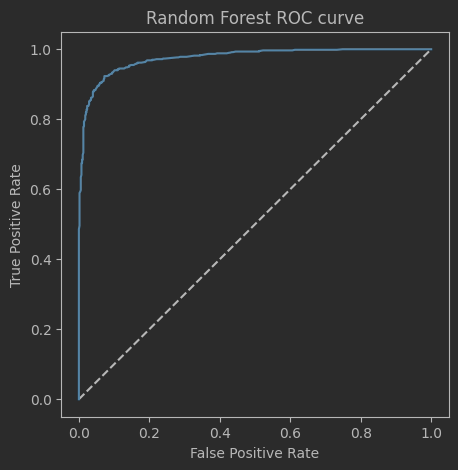 Random Forest ROC curve
True Positive Rate
1.0
0.8
0.6
0.4
0.2
0.0
0.0 0.2 0.4 0.6 0.8 1.0
False Positive Rate